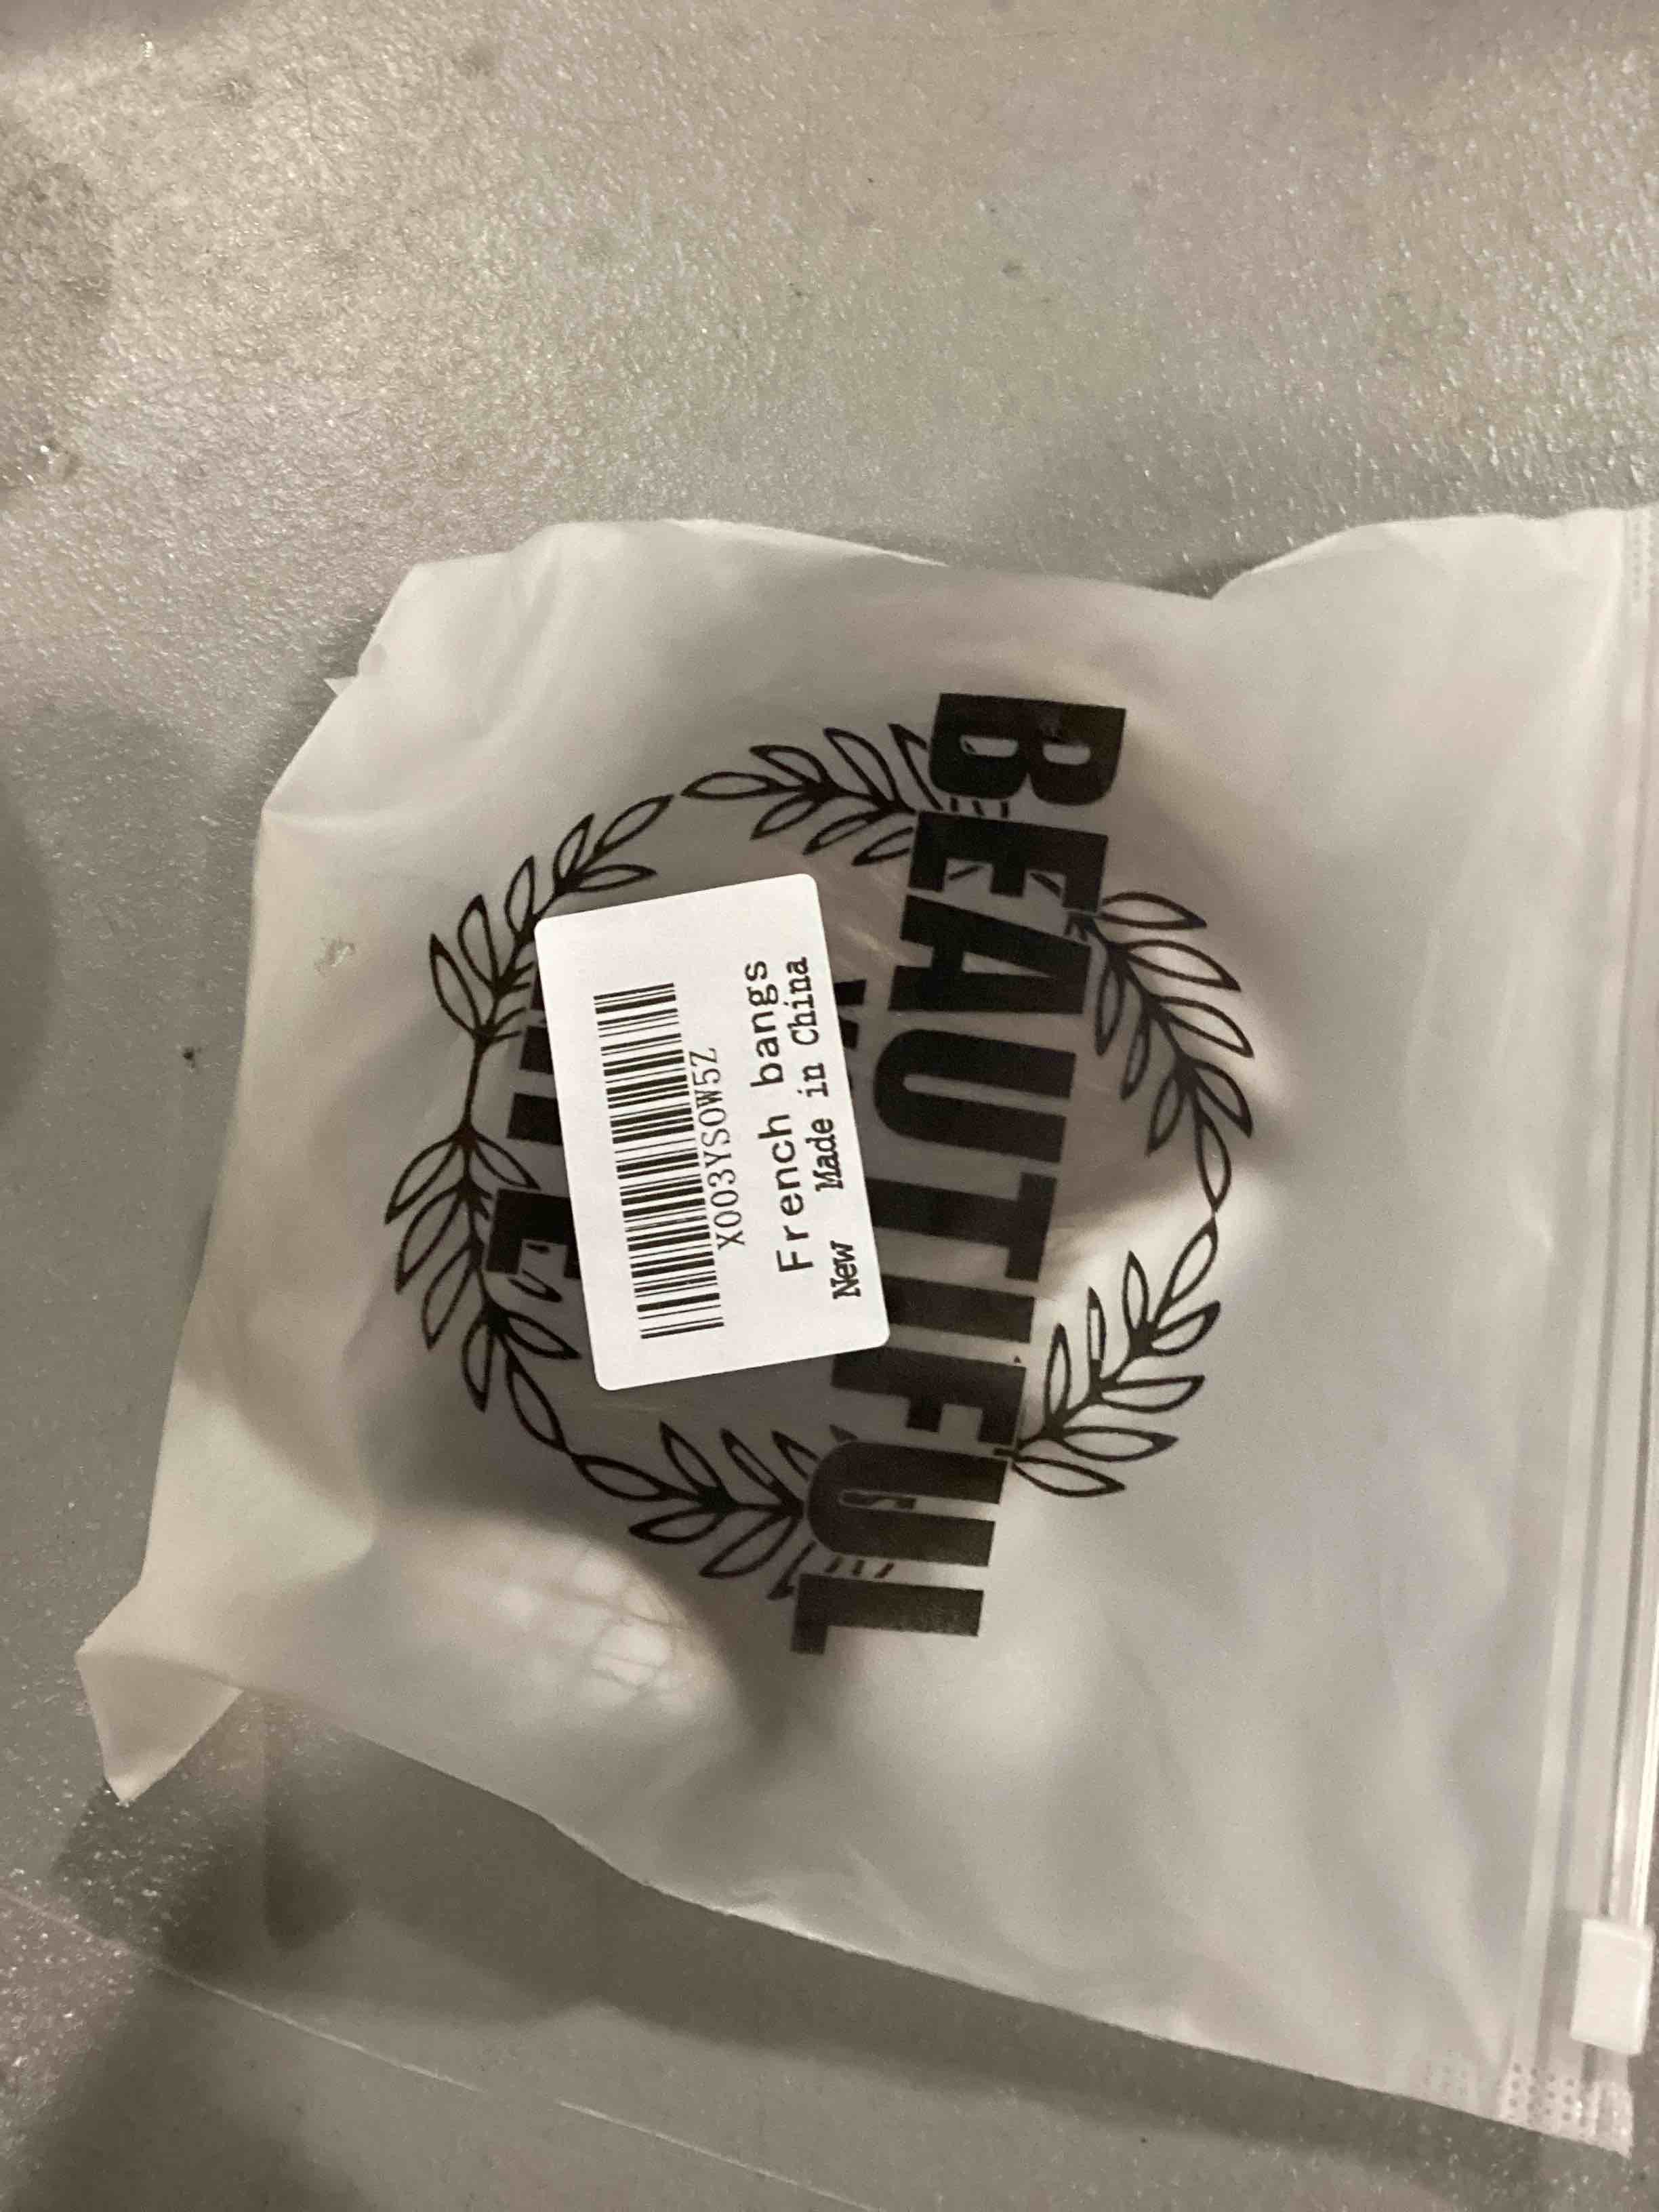 BEAUTIFUL
X003YSOW5Z
French bangs
New Made in China